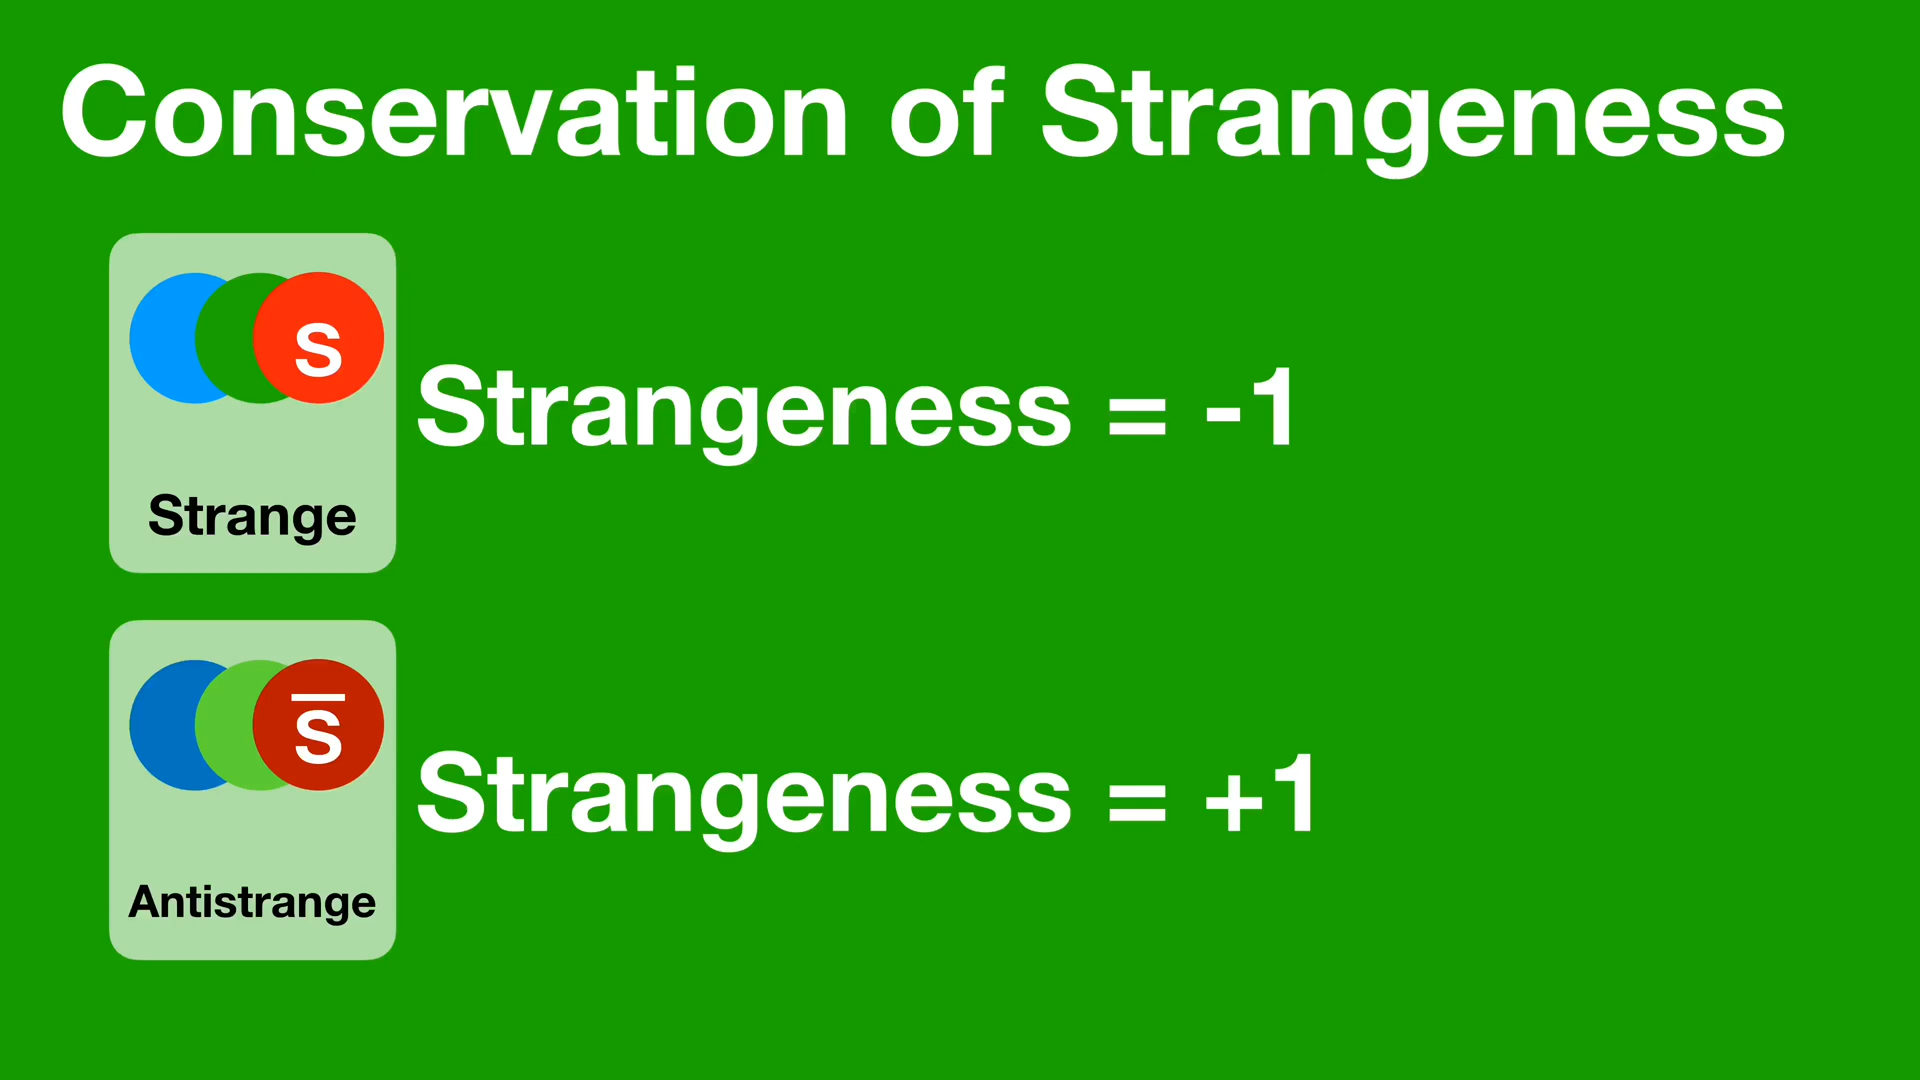 Conservation of Strangeness
s
Strangeness = -1
Strange
s̅
Strangeness = +1
Antistrange